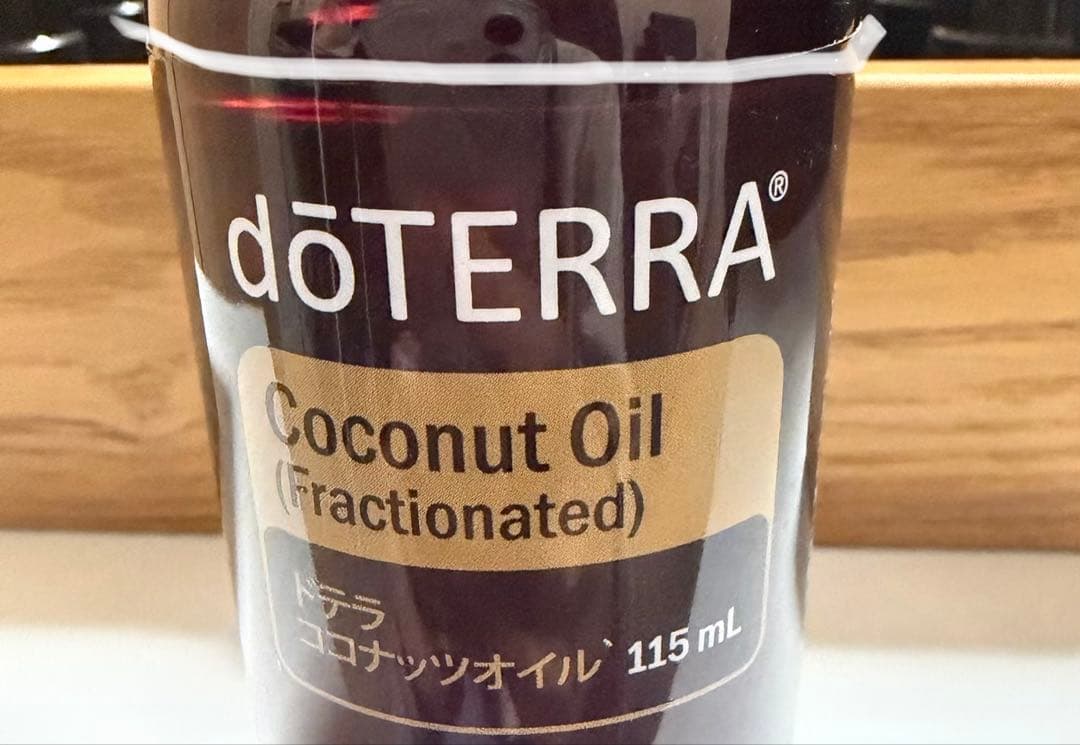 dōTERRA®
Coconut Oil
(Fractionated)
ドテラ
ココナッツオイル 115 mL